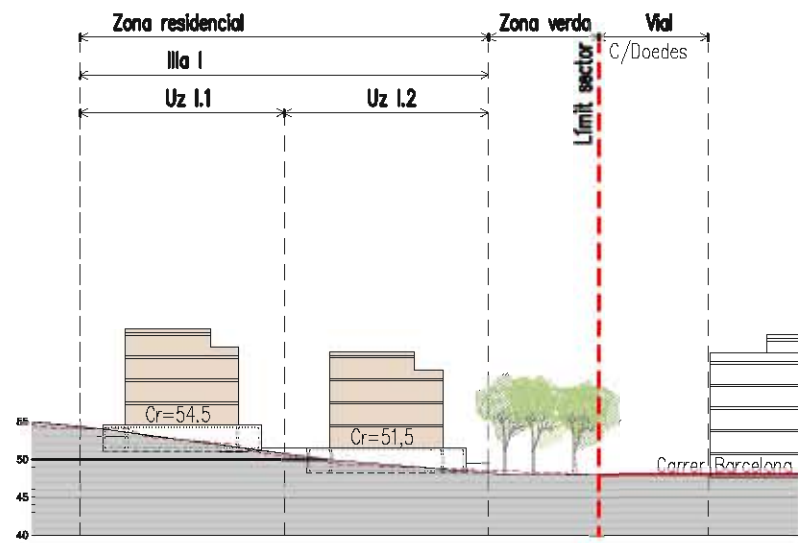 Zona residencial
Zona verda
Vial
Illa I
C/Doedes
Uz I.1
Uz I.2
Límit sector
Cr=54.5
Cr=51,5
55
50
45
40
Carrer Barcelona